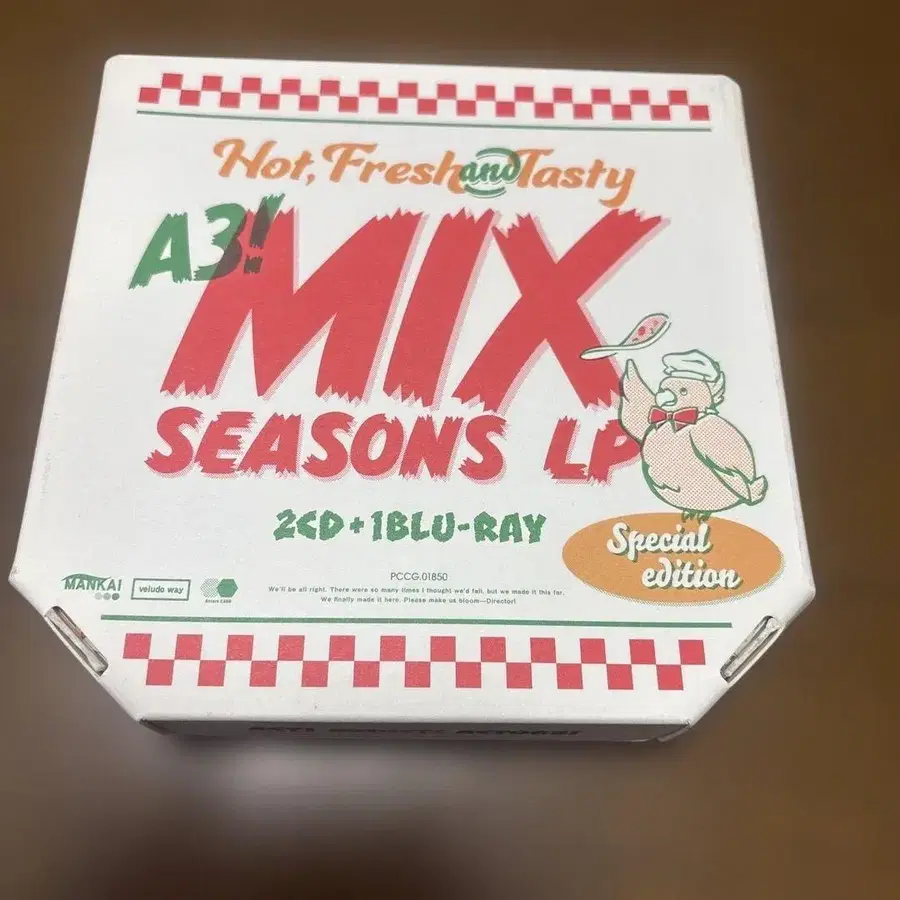 Hot, Fresh and Tasty
A3!
MIX
SEASONS LP
2CD+1BLU-RAY
Special
edition
PCCG.01850
We'll be all right. There were so many times I thought we'd fail, but we made it this far.
We finally made it here. Please make us bloom—Director!
MANKAI
veludo way